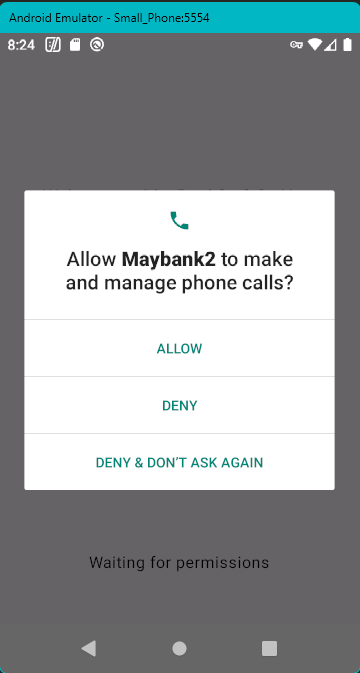 Android Emulator - Small_Phone:5554
8:24
Allow Maybank2 to make
and manage phone calls?
ALLOW
DENY
DENY & DON'T ASK AGAIN
Waiting for permissions